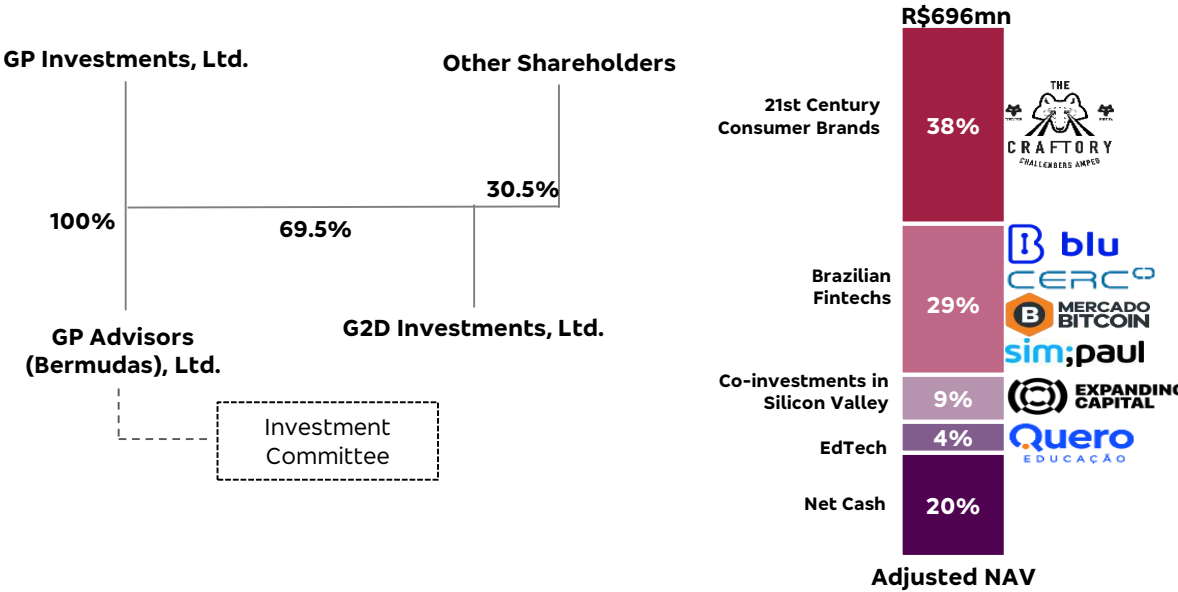 GP Investments, Ltd.
Other Shareholders
30.5%
100%
69.5%
GP Advisors
(Bermudas), Ltd.
G2D Investments, Ltd.
Investment
Committee
R$696mn
21st Century
Consumer Brands
38%
THE
CRAFTORY
CHALLENGERS AMPED
Brazilian
Fintechs
29%
blu
CERC
B
MERCADO
BITCOIN
sim;paul
Co-investments in
Silicon Valley
9%
EXPANDING
CAPITAL
EdTech
4%
Quero
EDUCAÇÃO
Net Cash
20%
Adjusted NAV